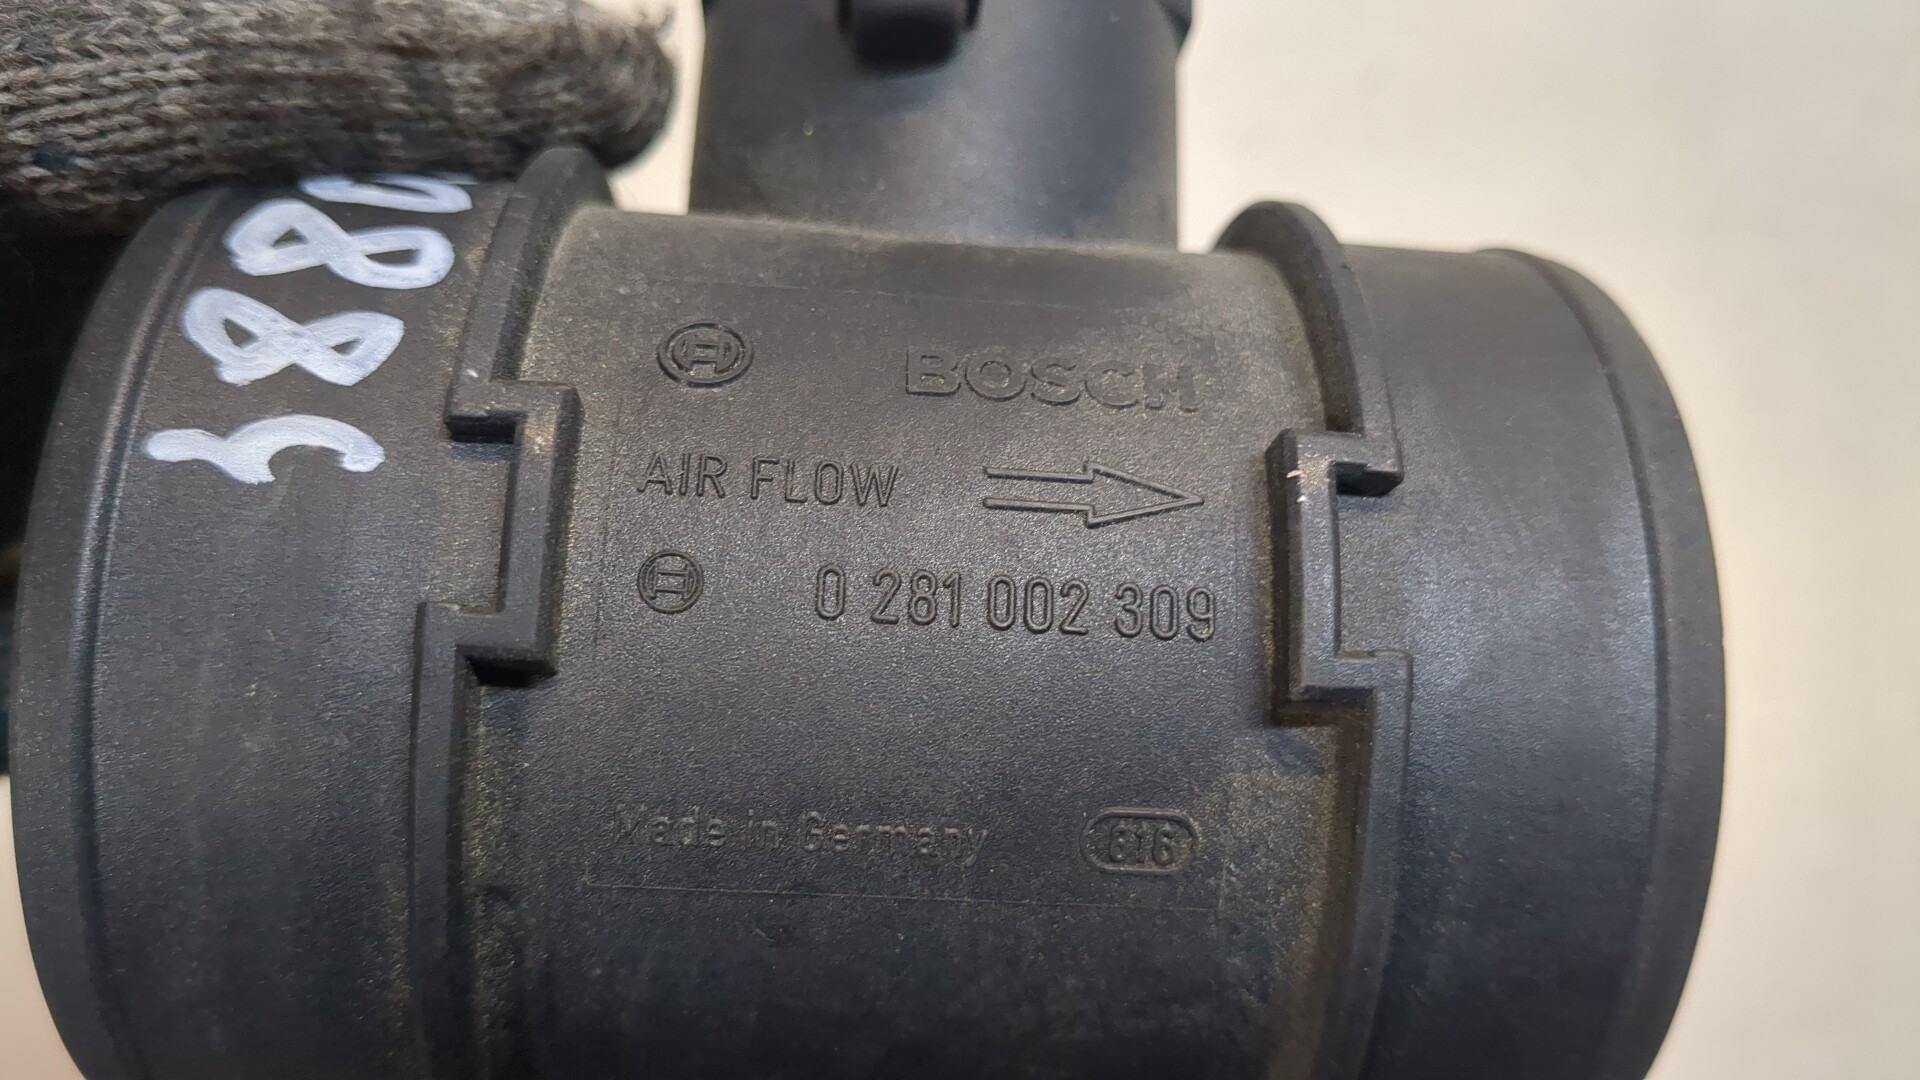 BOSCH
AIR FLOW
0 281 002 309
Made in Germany
616